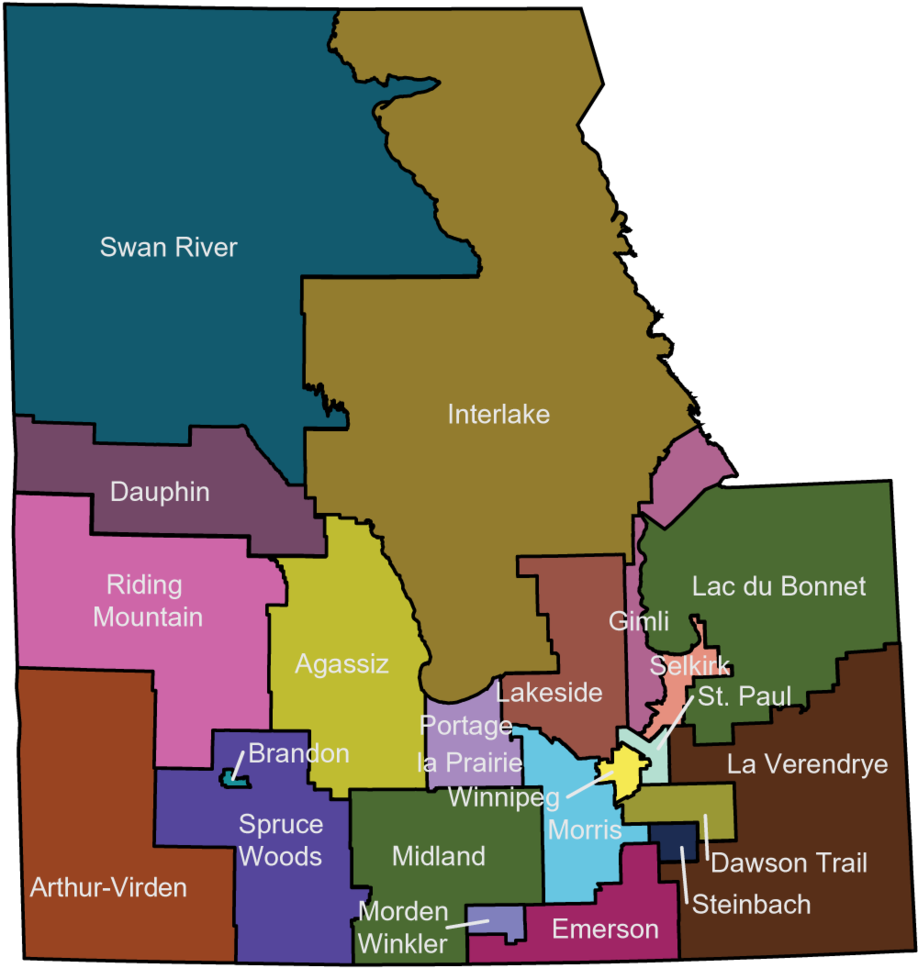 Swan River
Interlake
Dauphin
Riding
Mountain
Lac du Bonnet
Gimli
Agassiz
Selkirk
Lakeside
St. Paul
Portage
la Prairie
Brandon
La Verendrye
Winnipeg
Spruce
Woods
Morris
Midland
Dawson Trail
Arthur-Virden
Steinbach
Morden
Winkler
Emerson